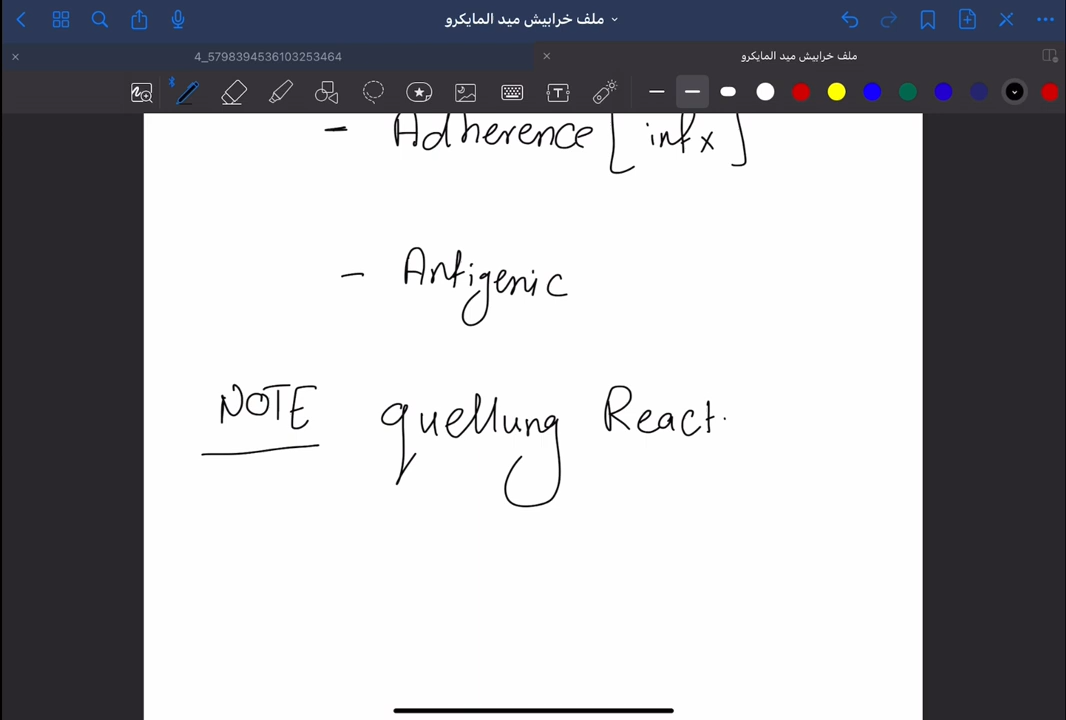 ملف خرابيش ميد المايكرو
4_5798394536103253464
ملف خرابيش ميد المايكرو
- Adherence [infx]
- Antigenic
NOTE quellung React.